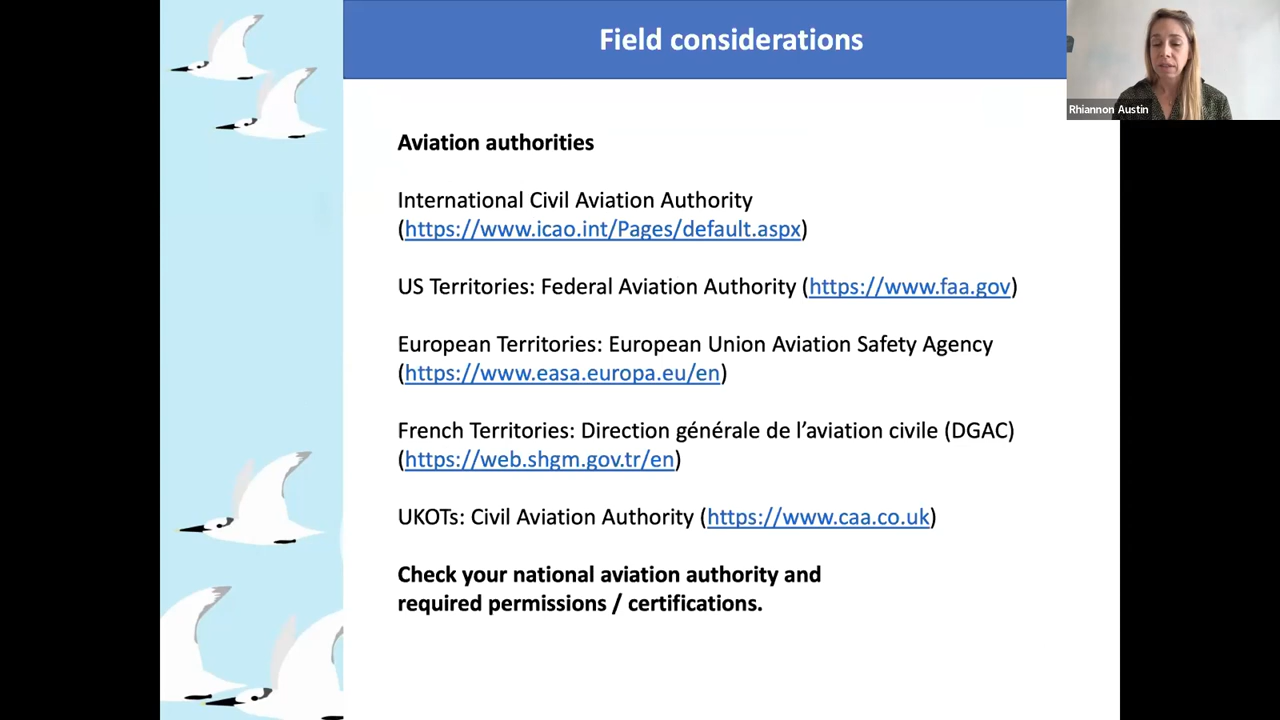 Field considerations
Rhiannon Austin
Aviation authorities
International Civil Aviation Authority
(https://www.icao.int/Pages/default.aspx)
US Territories: Federal Aviation Authority (https://www.faa.gov)
European Territories: European Union Aviation Safety Agency
(https://www.easa.europa.eu/en)
French Territories: Direction générale de l’aviation civile (DGAC)
(https://web.shgm.gov.tr/en)
UKOTs: Civil Aviation Authority (https://www.caa.co.uk)
Check your national aviation authority and
required permissions / certifications.